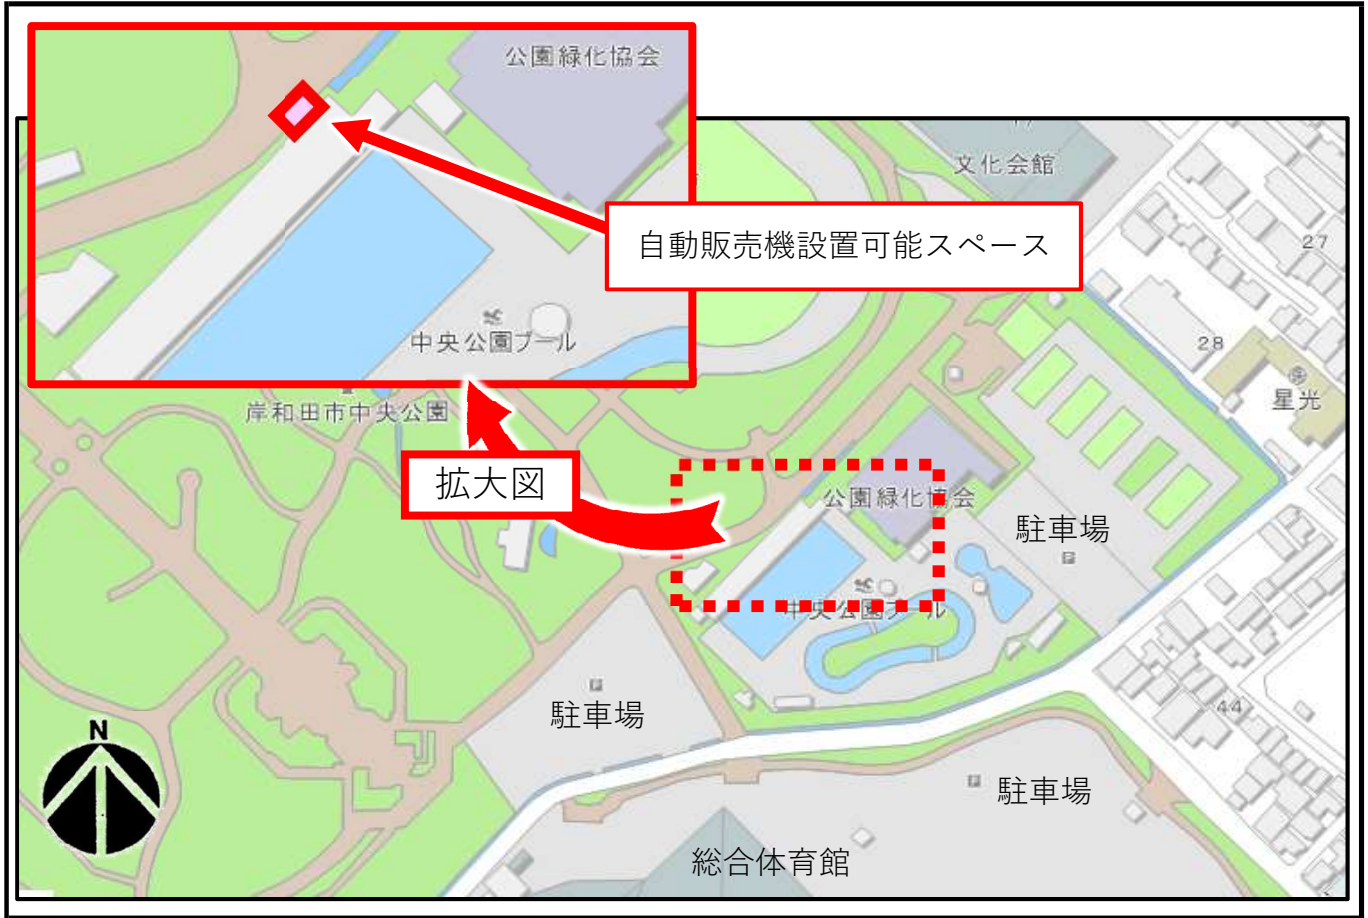 公園緑化協会
文化会館
自動販売機設置可能スペース
27
中央公園プール
28
星光
岸和田市中央公園
拡大図
公園緑化協会
駐車場
P
中央公園プール
P
駐車場
44
N
P
駐車場
総合体育館